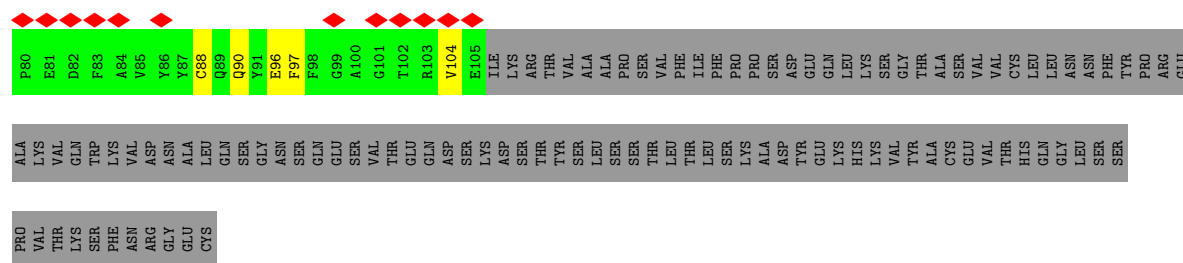 P80 E81 D82 F83 A84 V85 Y86 Y87 C88 Q89 Q90 Y91 E96 F97 F98 G99 A100 G101 T102 R103 V104 E105 ILE LYS ARG THR VAL ALA ALA PRO SER VAL PHE ILE PHE PRO PRO SER ASP GLU GLN LEU LYS SER GLY THR ALA SER VAL VAL CYS LEU LEU ASN ASN PHE TYR PRO ARG GLU
ALA LYS VAL GLN TRP LYS VAL ASP ASN ALA LEU GLN SER GLY ASN SER GLN GLU SER VAL THR GLU GLN ASP SER LYS ASP SER THR TYR SER LEU SER SER THR LEU THR LEU SER LYS ALA ASP TYR GLU LYS HIS LYS VAL TYR ALA CYS GLU VAL THR HIS GLN GLY LEU SER SER
PRO VAL THR LYS SER PHE ASN ARG GLY GLU CYS